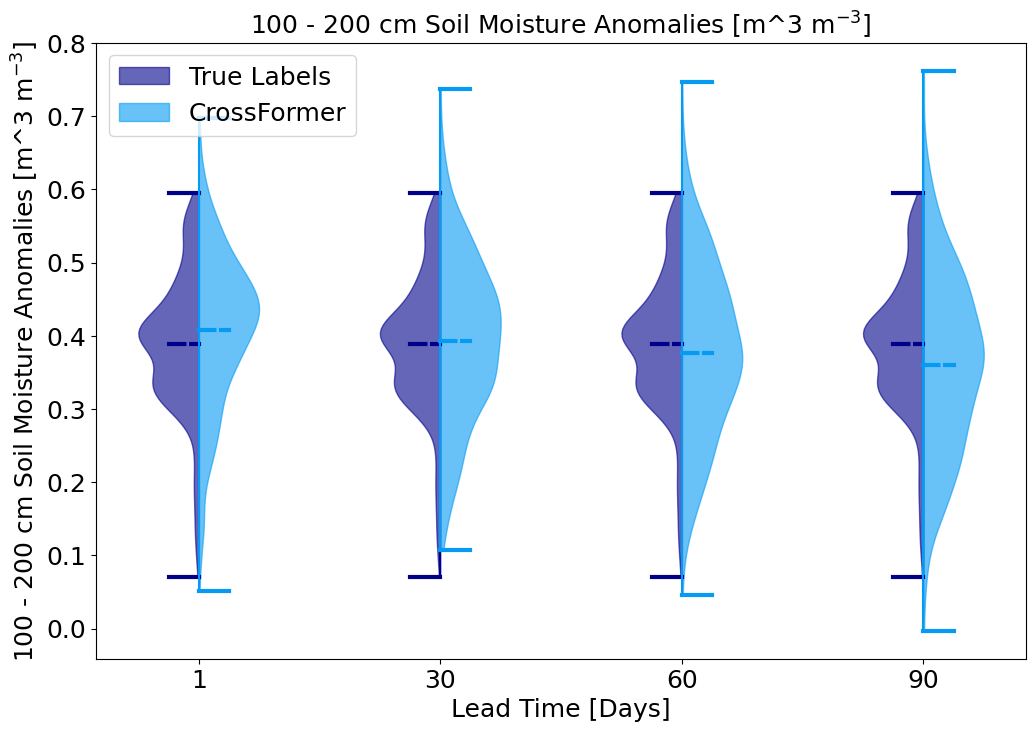 100 - 200 cm Soil Moisture Anomalies [m^3 m⁻³]
100 - 200 cm Soil Moisture Anomalies [m^3 m⁻³]
0.8
0.7
0.6
0.5
0.4
0.3
0.2
0.1
0.0
True Labels
CrossFormer
1
30
60
90
Lead Time [Days]